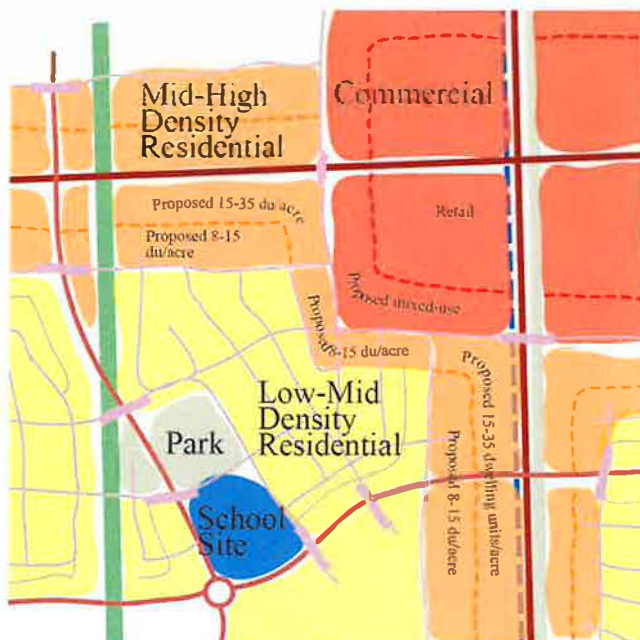 Mid-High
Density
Residential
Commercial
Proposed 15-35 du/acre
Proposed 8-15
du/acre
Retail
Proposed mixed-use
Proposed 8-15 du/acre
Low-Mid
Density
Residential
Proposed 15-35 dwelling units/acre
Proposed 8-15 du/acre
Park
School
Site